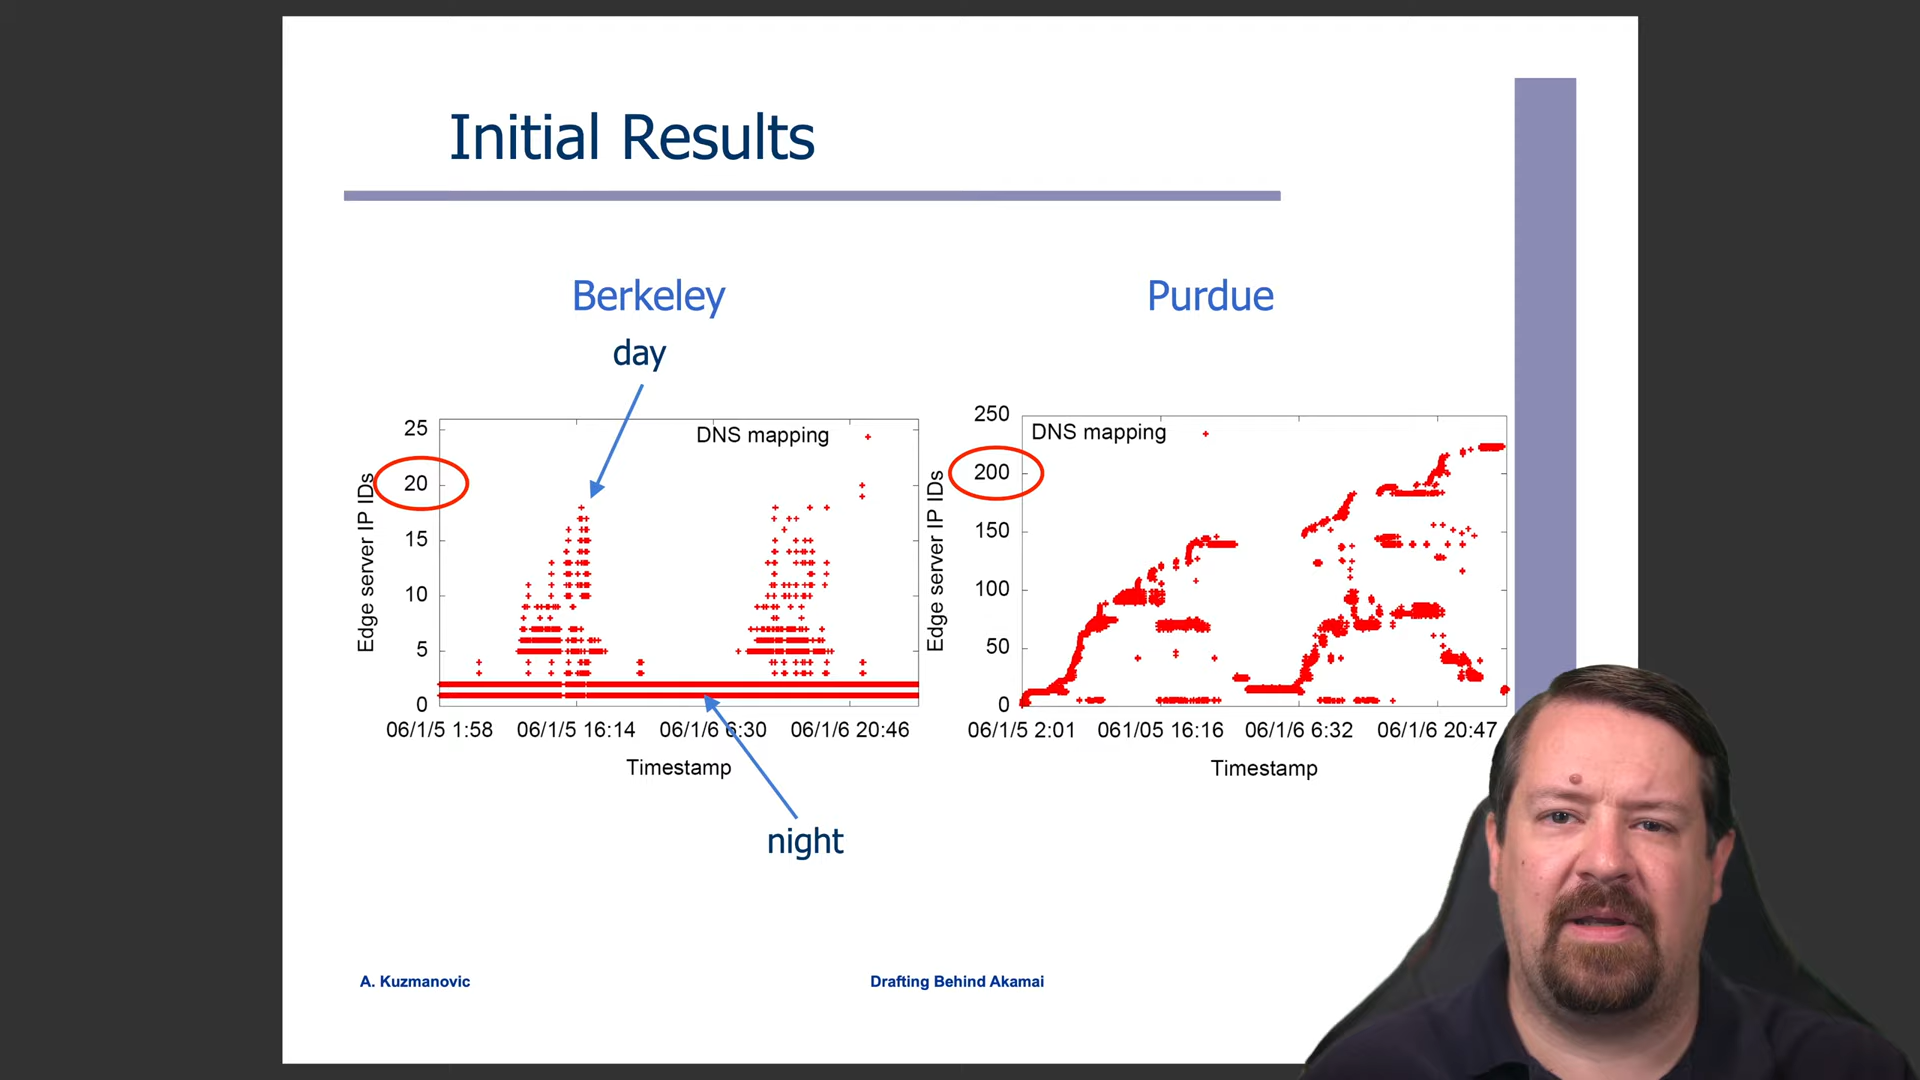 Initial Results
Berkeley
day
25
20
15
10
5
0
Edge server IP IDs
DNS mapping
06/1/5 1:58 06/1/5 16:14 06/1/6 6:30 06/1/6 20:46
Timestamp
night
Purdue
250
200
150
100
50
0
Edge server IP IDs
DNS mapping
06/1/5 2:01 061/05 16:16 06/1/6 6:32 06/1/6 20:47
Timestamp
A. Kuzmanovic
Drafting Behind Akamai